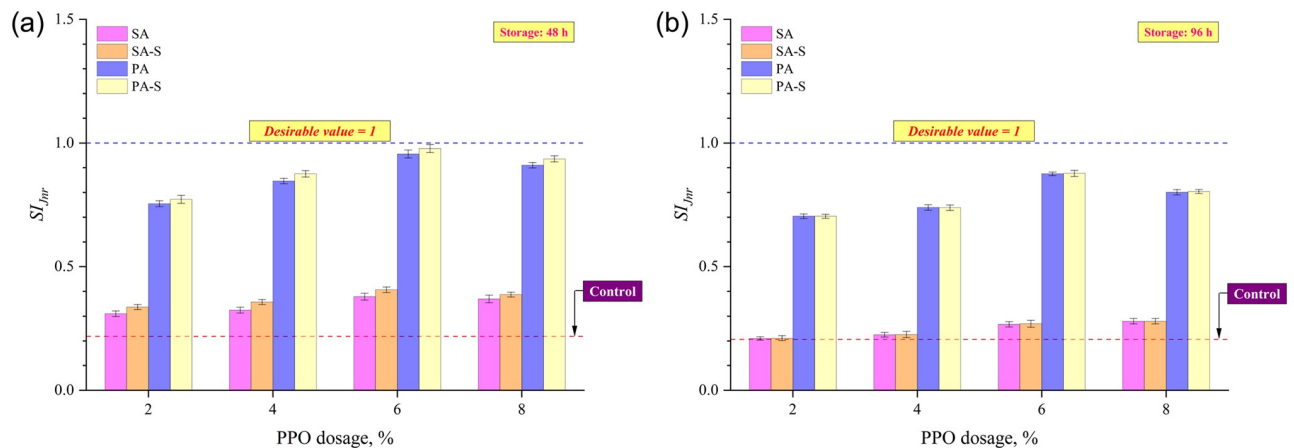 (a)
1.5
1.0
0.5
0.0
SI_Jnr
SA
SA-S
PA
PA-S
Storage: 48 h
Desirable value = 1
Control
2 4 6 8
PPO dosage, %
(b)
1.5
1.0
0.5
0.0
SI_Jnr
SA
SA-S
PA
PA-S
Storage: 96 h
Desirable value = 1
Control
2 4 6 8
PPO dosage, %